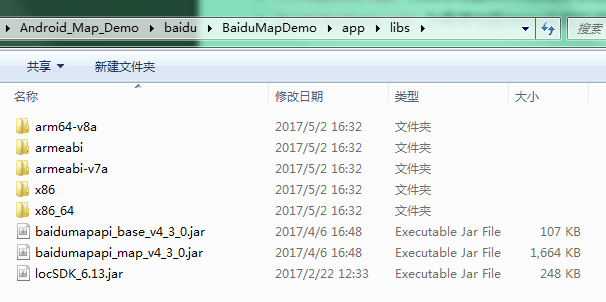 Android_Map_Demo ▸ baidu ▸ BaiduMapDemo ▸ app ▸ libs ▸ 搜索
共享 新建文件夹
名称 修改日期 类型 大小
arm64-v8a 2017/5/2 16:32 文件夹
armeabi 2017/5/2 16:32 文件夹
armeabi-v7a 2017/5/2 16:32 文件夹
x86 2017/5/2 16:32 文件夹
x86_64 2017/5/2 16:32 文件夹
baidumapapi_base_v4_3_0.jar 2017/4/6 16:48 Executable Jar File 107 KB
baidumapapi_map_v4_3_0.jar 2017/4/6 16:48 Executable Jar File 1,664 KB
locSDK_6.13.jar 2017/2/22 12:33 Executable Jar File 248 KB